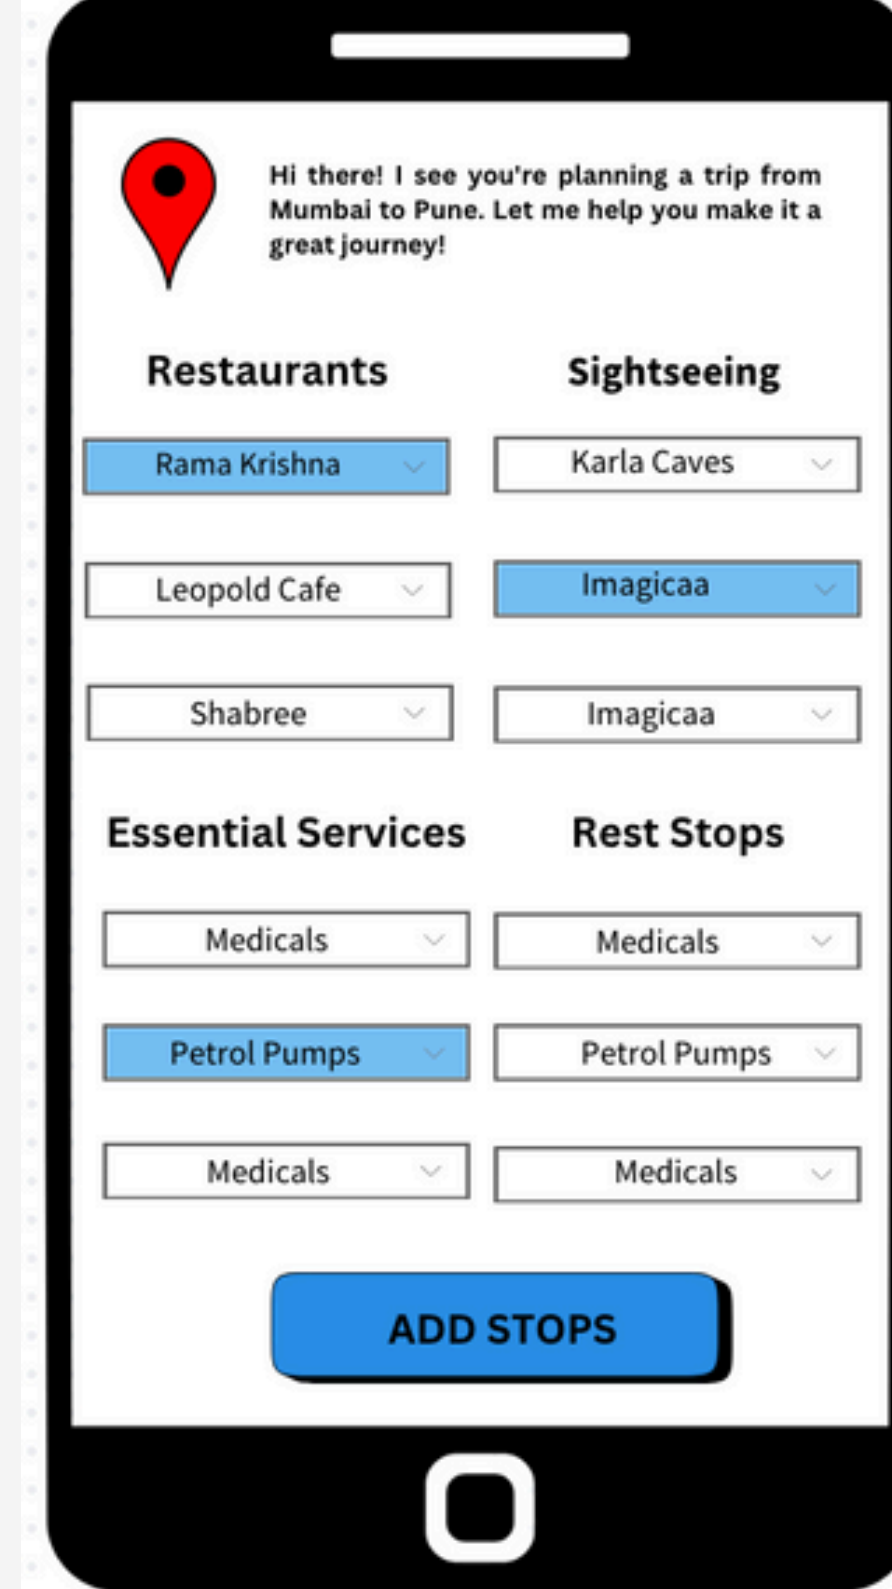 Hi there! I see you're planning a trip from
Mumbai to Pune. Let me help you make it a
great journey!
Restaurants
Rama Krishna
Leopold Cafe
Shabree
Sightseeing
Karla Caves
Imagicaa
Imagicaa
Essential Services
Medicals
Petrol Pumps
Medicals
Rest Stops
Medicals
Petrol Pumps
Medicals
ADD STOPS